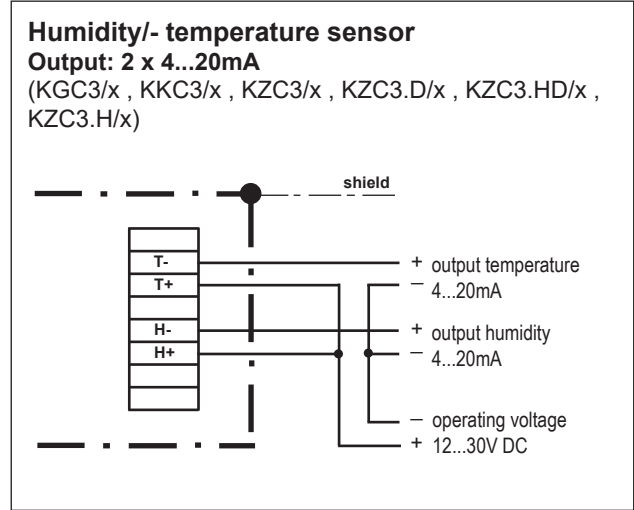 Humidity/- temperature sensor
Output: 2 x 4...20mA
(KGC3/x , KKC3/x , KZC3/x , KZC3.D/x , KZC3.HD/x ,
KZC3.H/x)
shield
T-
T+
H-
H+
+ output temperature
− 4...20mA
+ output humidity
− 4...20mA
− operating voltage
+ 12...30V DC